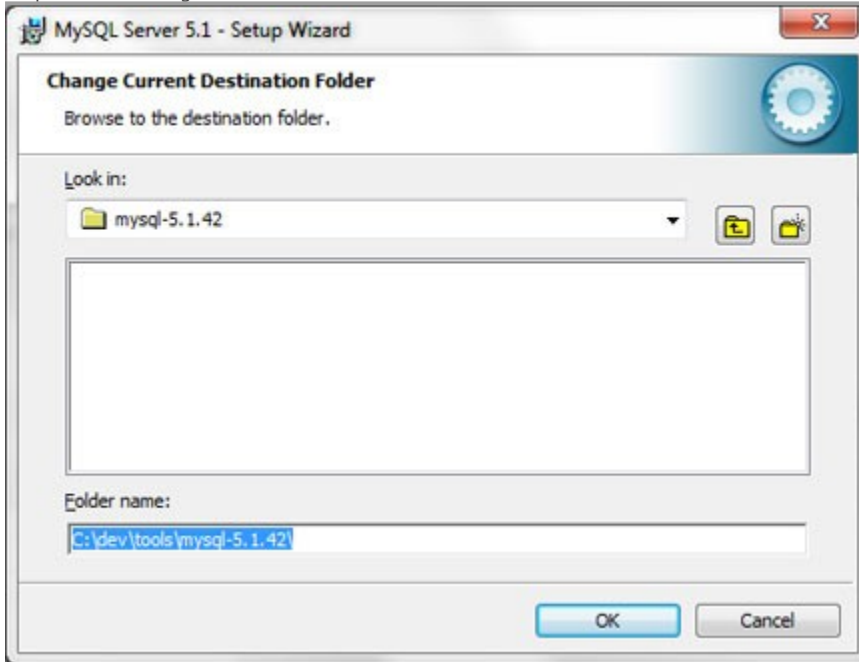 MySQL Server 5.1 - Setup Wizard
Change Current Destination Folder
Browse to the destination folder.
Look in:
mysql-5.1.42
Folder name:
C:\dev\tools\mysql-5.1.42\
OK
Cancel